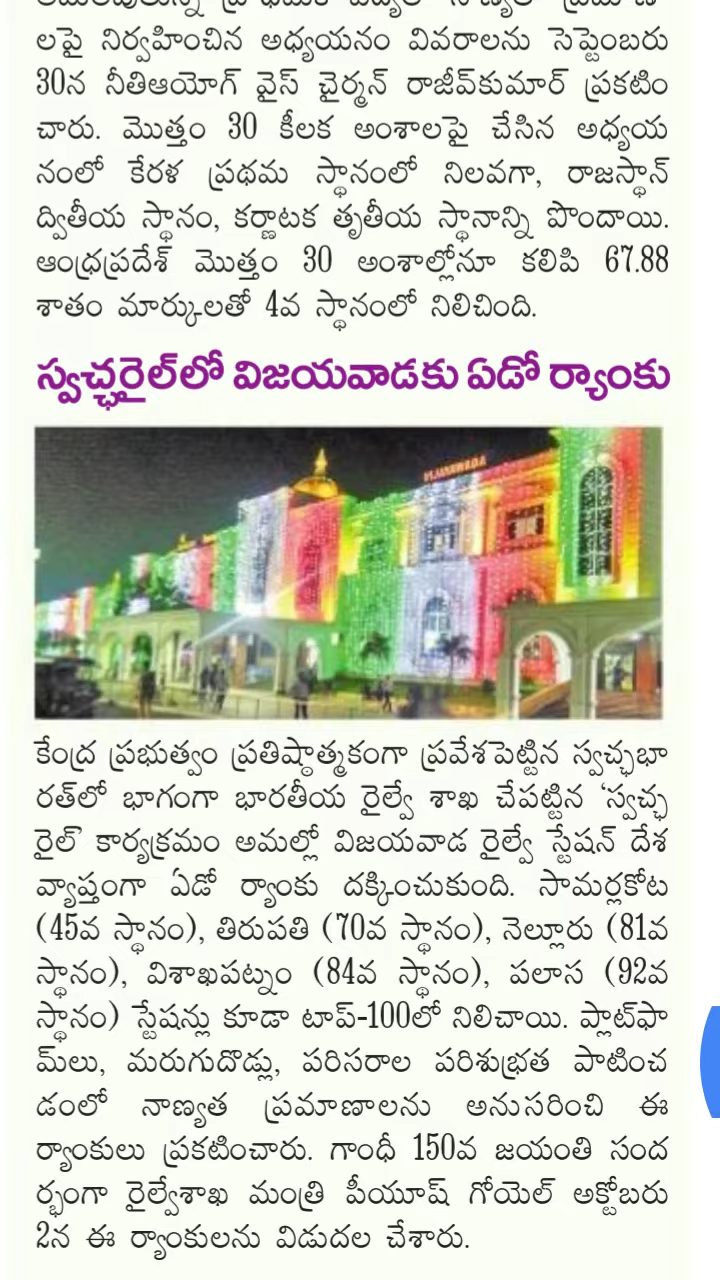 లపై నిర్వహించిన అధ్యయనం వివరాలను సెప్టెంబరు
30న నీతిఆయోగ్ వైస్ చైర్మన్ రాజీవ్‌కుమార్ ప్రకటిం
చారు. మొత్తం 30 కీలక అంశాలపై చేసిన అధ్యయ
నంలో కేరళ ప్రథమ స్థానంలో నిలవగా, రాజస్థాన్
ద్వితీయ స్థానం, కర్ణాటక తృతీయ స్థానాన్ని పొందాయి.
ఆంధ్రప్రదేశ్ మొత్తం 30 అంశాల్లోనూ కలిపి 67.88
శాతం మార్కులతో 4వ స్థానంలో నిలిచింది.
స్వచ్ఛరైల్‌లో విజయవాడకు ఏడో ర్యాంకు
VIJAYAWADA
కేంద్ర ప్రభుత్వం ప్రతిష్ఠాత్మకంగా ప్రవేశపెట్టిన స్వచ్ఛభా
రత్‌లో భాగంగా భారతీయ రైల్వే శాఖ చేపట్టిన ‘స్వచ్ఛ
రైల్’ కార్యక్రమం అమల్లో విజయవాడ రైల్వే స్టేషన్ దేశ
వ్యాప్తంగా ఏడో ర్యాంకు దక్కించుకుంది. సామర్లకోట
(45వ స్థానం), తిరుపతి (70వ స్థానం), నెల్లూరు (81వ
స్థానం), విశాఖపట్నం (84వ స్థానం), పలాస (92వ
స్థానం) స్టేషన్లు కూడా టాప్-100లో నిలిచాయి. ప్లాట్‌ఫా
మ్‌లు, మరుగుదొడ్లు, పరిసరాల పరిశుభ్రత పాటించ
డంలో నాణ్యత ప్రమాణాలను అనుసరించి ఈ
ర్యాంకులు ప్రకటించారు. గాంధీ 150వ జయంతి సంద
ర్భంగా రైల్వేశాఖ మంత్రి పీయూష్ గోయెల్ అక్టోబరు
2న ఈ ర్యాంకులను విడుదల చేశారు.